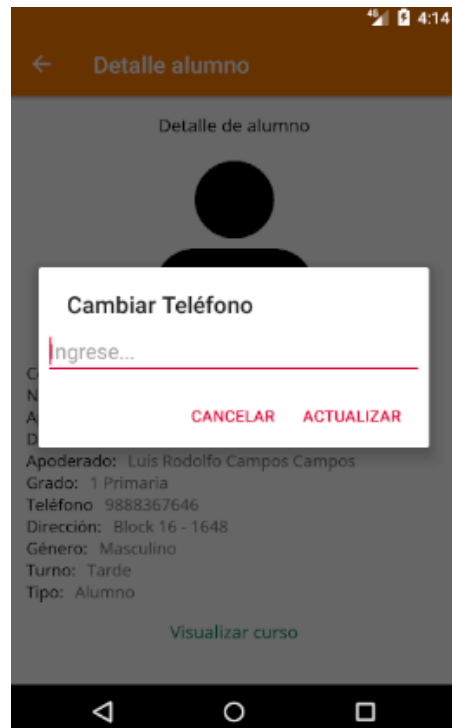 4G 4:14
Detalle alumno
Detalle de alumno
Cambiar Teléfono
Ingrese...
CANCELAR ACTUALIZAR
Apoderado: Luis Rodolfo Campos Campos
Grado: 1 Primaria
Teléfono 9888367646
Dirección: Block 16 - 1648
Género: Masculino
Turno: Tarde
Tipo: Alumno
Visualizar curso